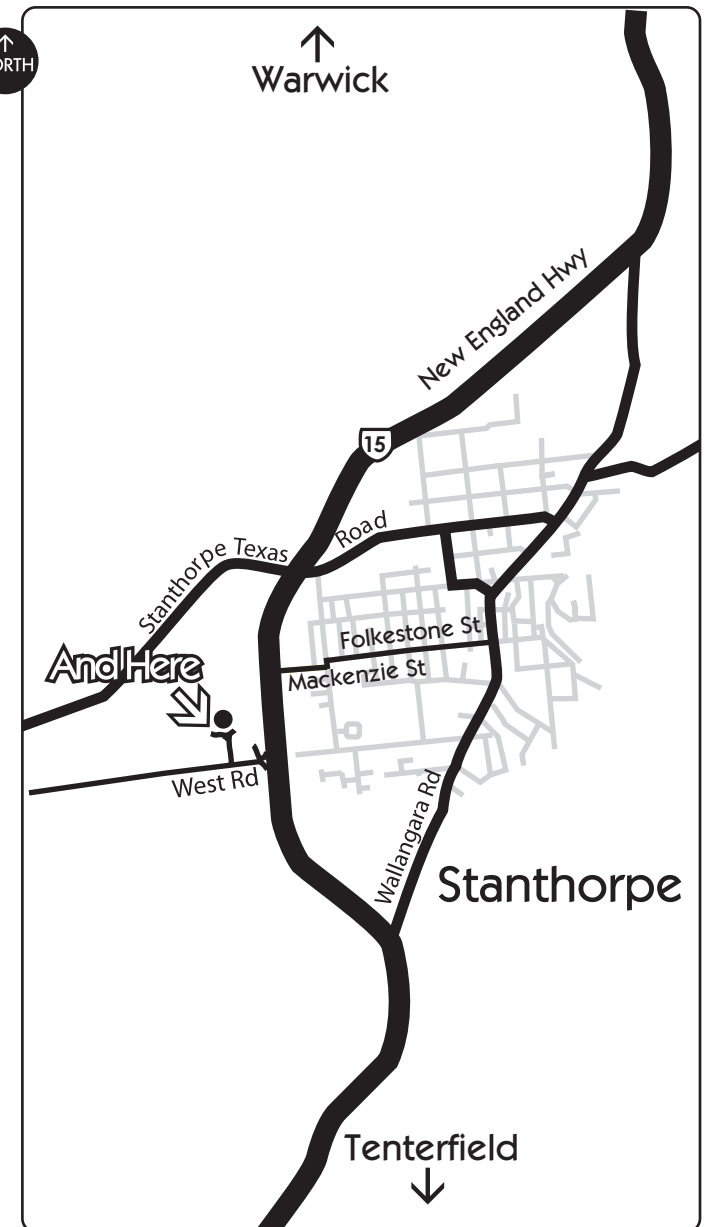 Warwick
New England Hwy
15
Stanthorpe Texas Road
Folkestone St
Mackenzie St
And Here
West Rd
Wallangara Rd
Stanthorpe
Tenterfield